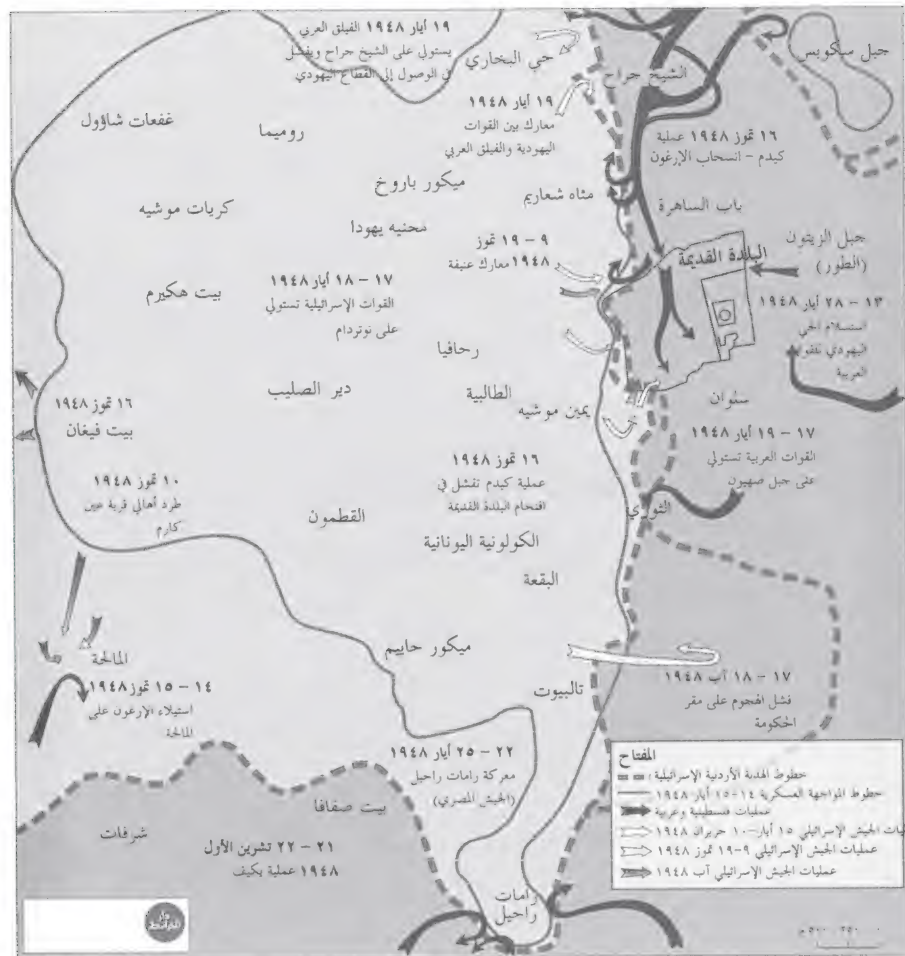 ١٩ أيار ١٩٤٨ الفيلق العربي
يستولي على الشيخ جراح ويفشل
في الوصول إلى القطاع اليهودي
حي البخاري
الشيخ جراح
جبل سكوبس
غفعات شاؤول
روميما
١٩ أيار ١٩٤٨
معارك بين القوات
اليهودية والفيلق العربي
١٦ تموز ١٩٤٨ عملية
كيدم - انسحاب الإرغون
ميكور باروخ
مئاه شعاريم
كريات موشيه
محنيه يهودا
باب الساهرة
٩ - ١٩ تموز
١٩٤٨ معارك عنيفة
جبل الزيتون
(الطور)
البلدة القديمة
بيت هكيرم
١٧ - ١٨ أيار ١٩٤٨
القوات الإسرائيلية تستولي
على نوتردام
١٣ - ٢٨ أيار ١٩٤٨
استسلام الحي
اليهودي للقوات
العربية
رحافيا
دير الصليب
الطالبية
يمين موشيه
سلوان
١٦ تموز ١٩٤٨
بيت فيغان
١٧ - ١٩ أيار ١٩٤٨
القوات العربية تستولي
على جبل صهيون
١٦ تموز ١٩٤٨
عملية كيدم تفشل في
اقتحام البلدة القديمة
١٠ تموز ١٩٤٨
طرد أهالي قرية عين
كارم
القطمون
الثوري
الكولونية اليونانية
البقعة
ميكور حاييم
المالحة
١٤ - ١٥ تموز ١٩٤٨
استيلاء الإرغون على
المالحة
تالبيوت
١٧ - ١٨ آب ١٩٤٨
فشل الهجوم على مقر
الحكومة
٢٢ - ٢٥ أيار ١٩٤٨
معركة رامات راحيل
(الجيش المصري)
بيت صفافا
شرفات
٢١ - ٢٢ تشرين الأول
١٩٤٨ عملية يكيف
رامات
راحيل
المفتاح
خطوط الهدنة الأردنية الإسرائيلية:
خطوط المواجهة العسكرية ١٤-١٥ أيار ١٩٤٨
عمليات فلسطينية وعربية
ات الجيش الإسرائيلي ١٥ أيار-١٠ حزيران ١٩٤٨
عمليات الجيش الإسرائيلي ٩-١٩ تموز ١٩٤٨
عمليات الجيش الإسرائيلي آب ١٩٤٨
٠ ٢٥٠ ٥٠٠ م